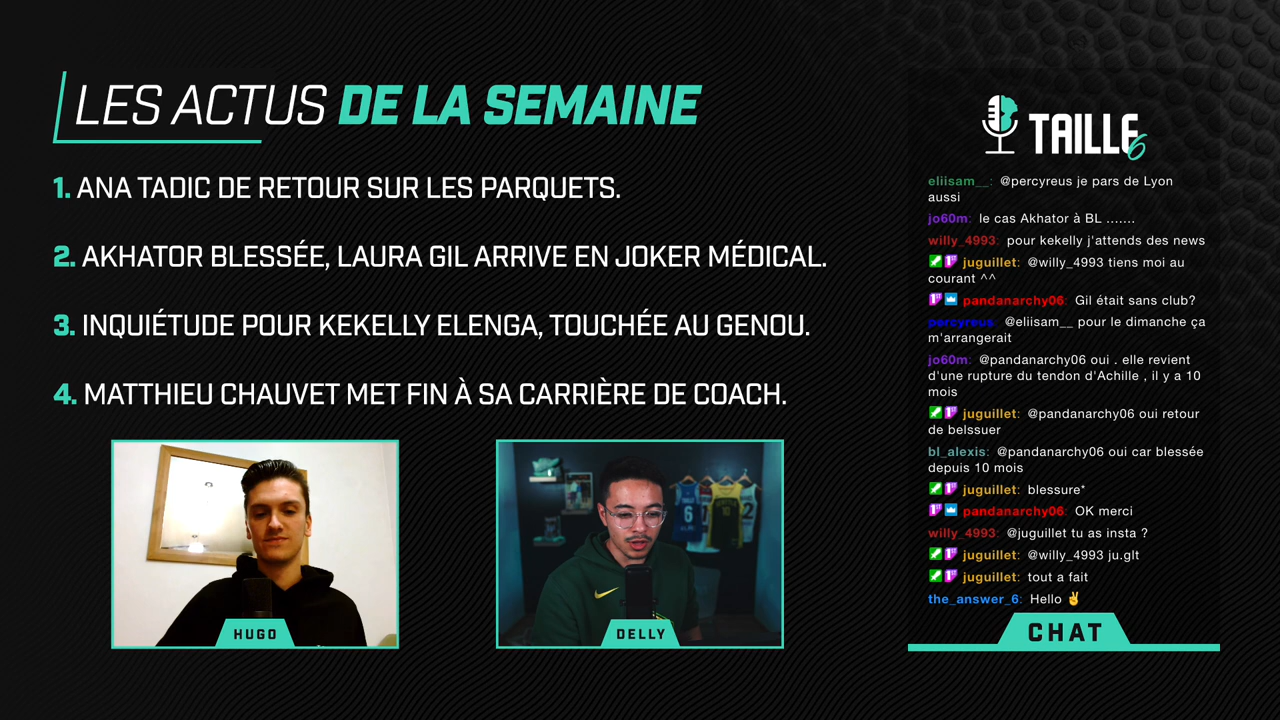 LES ACTUS DE LA SEMAINE
1. ANA TADIC DE RETOUR SUR LES PARQUETS.
2. AKHATOR BLESSÉE, LAURA GIL ARRIVE EN JOKER MÉDICAL.
3. INQUIÉTUDE POUR KEKELLY ELENGA, TOUCHÉE AU GENOU.
4. MATTHIEU CHAUVET MET FIN À SA CARRIÈRE DE COACH.
HUGO
6
DELLY
TAILLE 6
eliisam__: @percyreus je pars de Lyon
aussi
jo60m: le cas Akhator à BL .......
willy_4993: pour kekelly j'attends des news
juguillet: @willy_4993 tiens moi au
courant ^^
pandanarchy06: Gil était sans club?
percyreus: @eliisam__ pour le dimanche ça
m'arrangerait
jo60m: @pandanarchy06 oui . elle revient
d'une rupture du tendon d'Achille , il y a 10
mois
juguillet: @pandanarchy06 oui retour
de belssuer
bl_alexis: @pandanarchy06 oui car blessée
depuis 10 mois
juguillet: blessure*
pandanarchy06: OK merci
willy_4993: @juguillet tu as insta ?
juguillet: @willy_4993 ju.glt
juguillet: tout a fait
the_answer_6: Hello ✌
CHAT